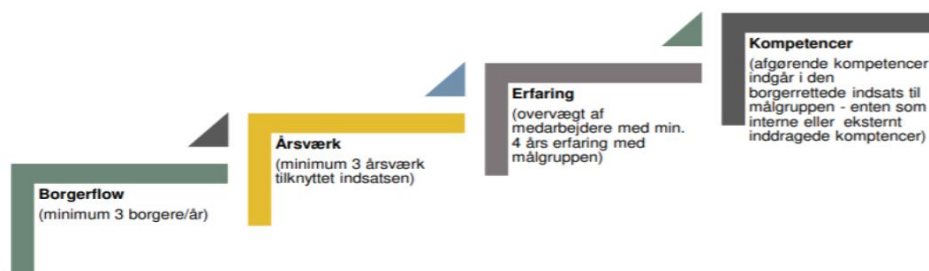 Borgerflow
(minimum 3 borgere/år)
Årsværk
(minimum 3 årsværk
tilknyttet indsatsen)
Erfaring
(overvægt af
medarbejdere med min.
4 års erfaring med
målgruppen)
Kompetencer
(afgørende kompetencer
indgår i den
borgerrettede indsats til
målgruppen - enten som
interne eller eksternt
inddragede komptencer)